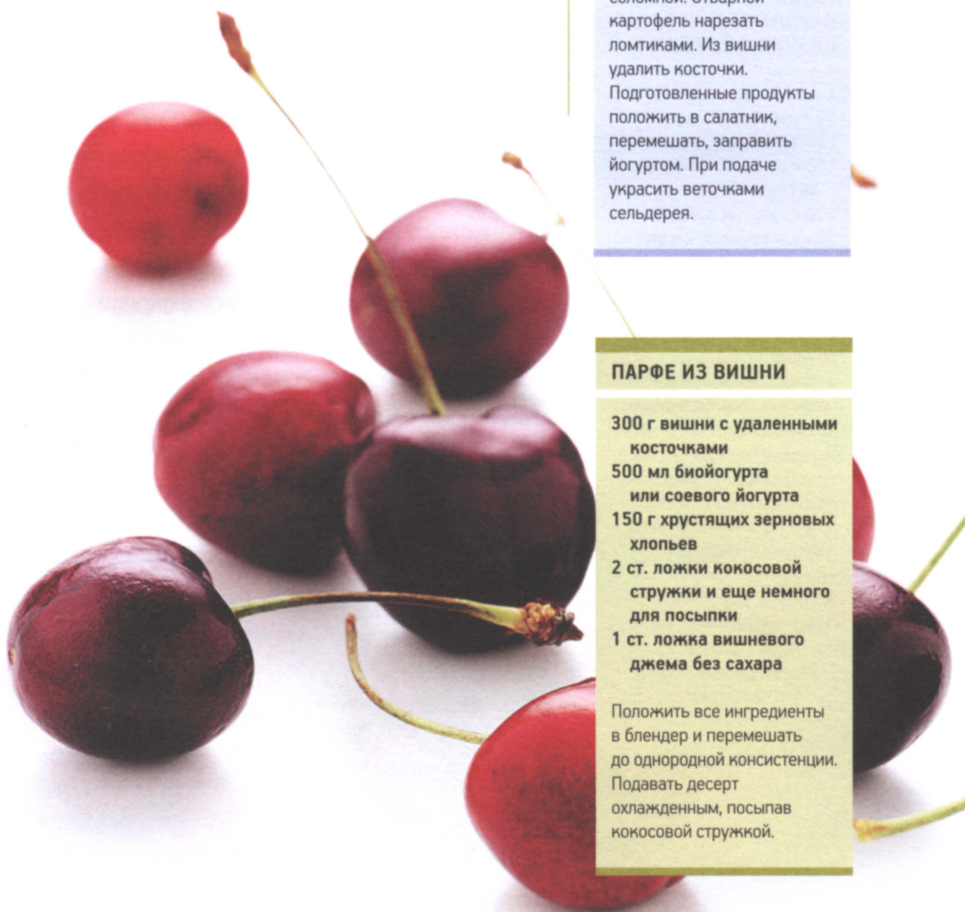 соломкой. Отварной
картофель нарезать
ломтиками. Из вишни
удалить косточки.
Подготовленные продукты
положить в салатник,
перемешать, заправить
йогуртом. При подаче
украсить веточками
сельдерея.
ПАРФЕ ИЗ ВИШНИ
300 г вишни с удаленными
косточками
500 мл биойогурта
или соевого йогурта
150 г хрустящих зерновых
хлопьев
2 ст. ложки кокосовой
стружки и еще немного
для посыпки
1 ст. ложка вишневого
джема без сахара
Положить все ингредиенты
в блендер и перемешать
до однородной консистенции.
Подавать десерт
охлажденным, посыпав
кокосовой стружкой.